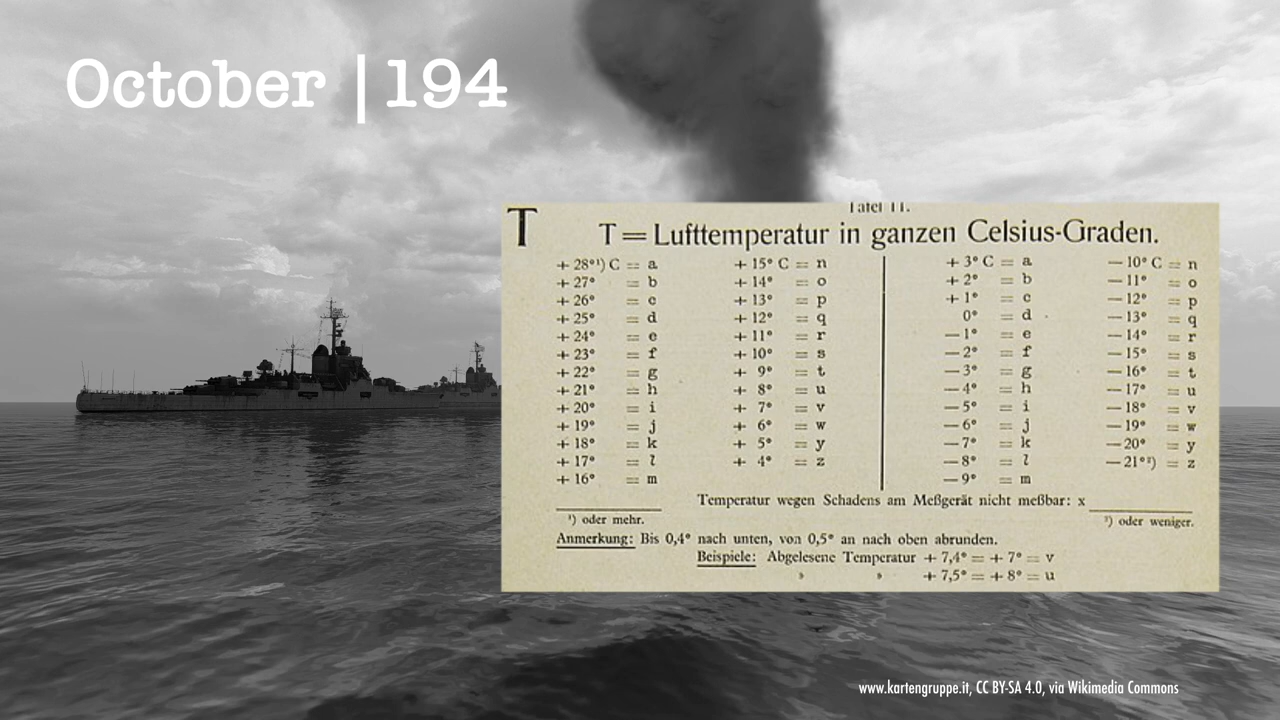 October | 194
Tafel 11.
T
T = Lufttemperatur in ganzen Celsius-Graden.
+ 28°¹) C = a   + 15° C = n   + 3° C = a   — 10° C = n
+ 27° = b   + 14° = o   + 2° = b   — 11° = o
+ 26° = c   + 13° = p   + 1° = c   — 12° = p
+ 25° = d   + 12° = q   0° = d   — 13° = q
+ 24° = e   + 11° = r   — 1° = e   — 14° = r
+ 23° = f   + 10° = s   — 2° = f   — 15° = s
+ 22° = g   + 9° = t   — 3° = g   — 16° = t
+ 21° = h   + 8° = u   — 4° = h   — 17° = u
+ 20° = i   + 7° = v   — 5° = i   — 18° = v
+ 19° = j   + 6° = w   — 6° = j   — 19° = w
+ 18° = k   + 5° = y   — 7° = k   — 20° = y
+ 17° = l   + 4° = z   — 8° = l   — 21°²) = z
+ 16° = m   — 9° = m
Temperatur wegen Schadens am Meßgerät nicht meßbar: x
¹) oder mehr.   ²) oder weniger.
Anmerkung: Bis 0,4° nach unten, von 0,5° an nach oben abrunden.
Beispiele: Abgelesene Temperatur + 7,4° = + 7° = v
» » + 7,5° = + 8° = u
www.kartengruppe.it, CC BY-SA 4.0, via Wikimedia Commons